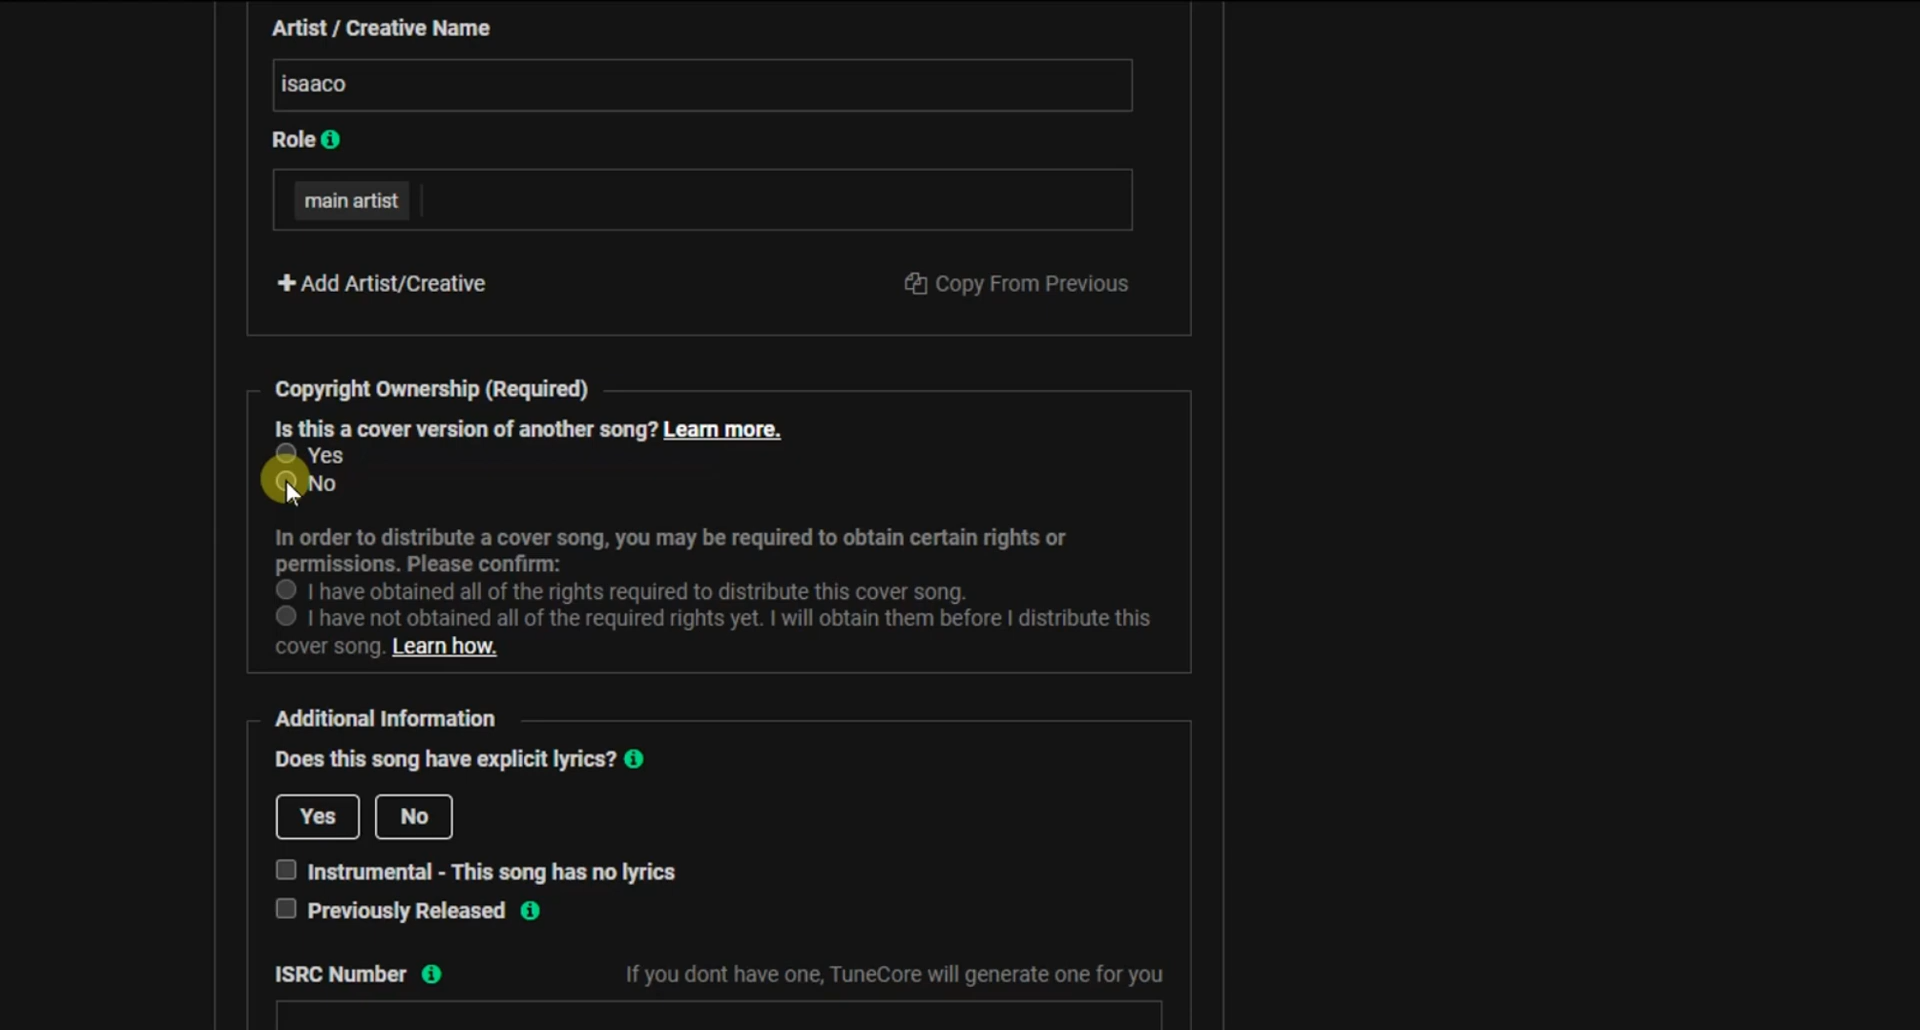 Artist / Creative Name
isaaco
Role
main artist
Add Artist/Creative
Copy From Previous
Copyright Ownership (Required)
Is this a cover version of another song? Learn more.
Yes
No
In order to distribute a cover song, you may be required to obtain certain rights or
permissions. Please confirm:
I have obtained all of the rights required to distribute this cover song.
I have not obtained all of the required rights yet. I will obtain them before I distribute this
cover song. Learn how.
Additional Information
Does this song have explicit lyrics?
Yes No
Instrumental - This song has no lyrics
Previously Released
ISRC Number
If you dont have one, TuneCore will generate one for you